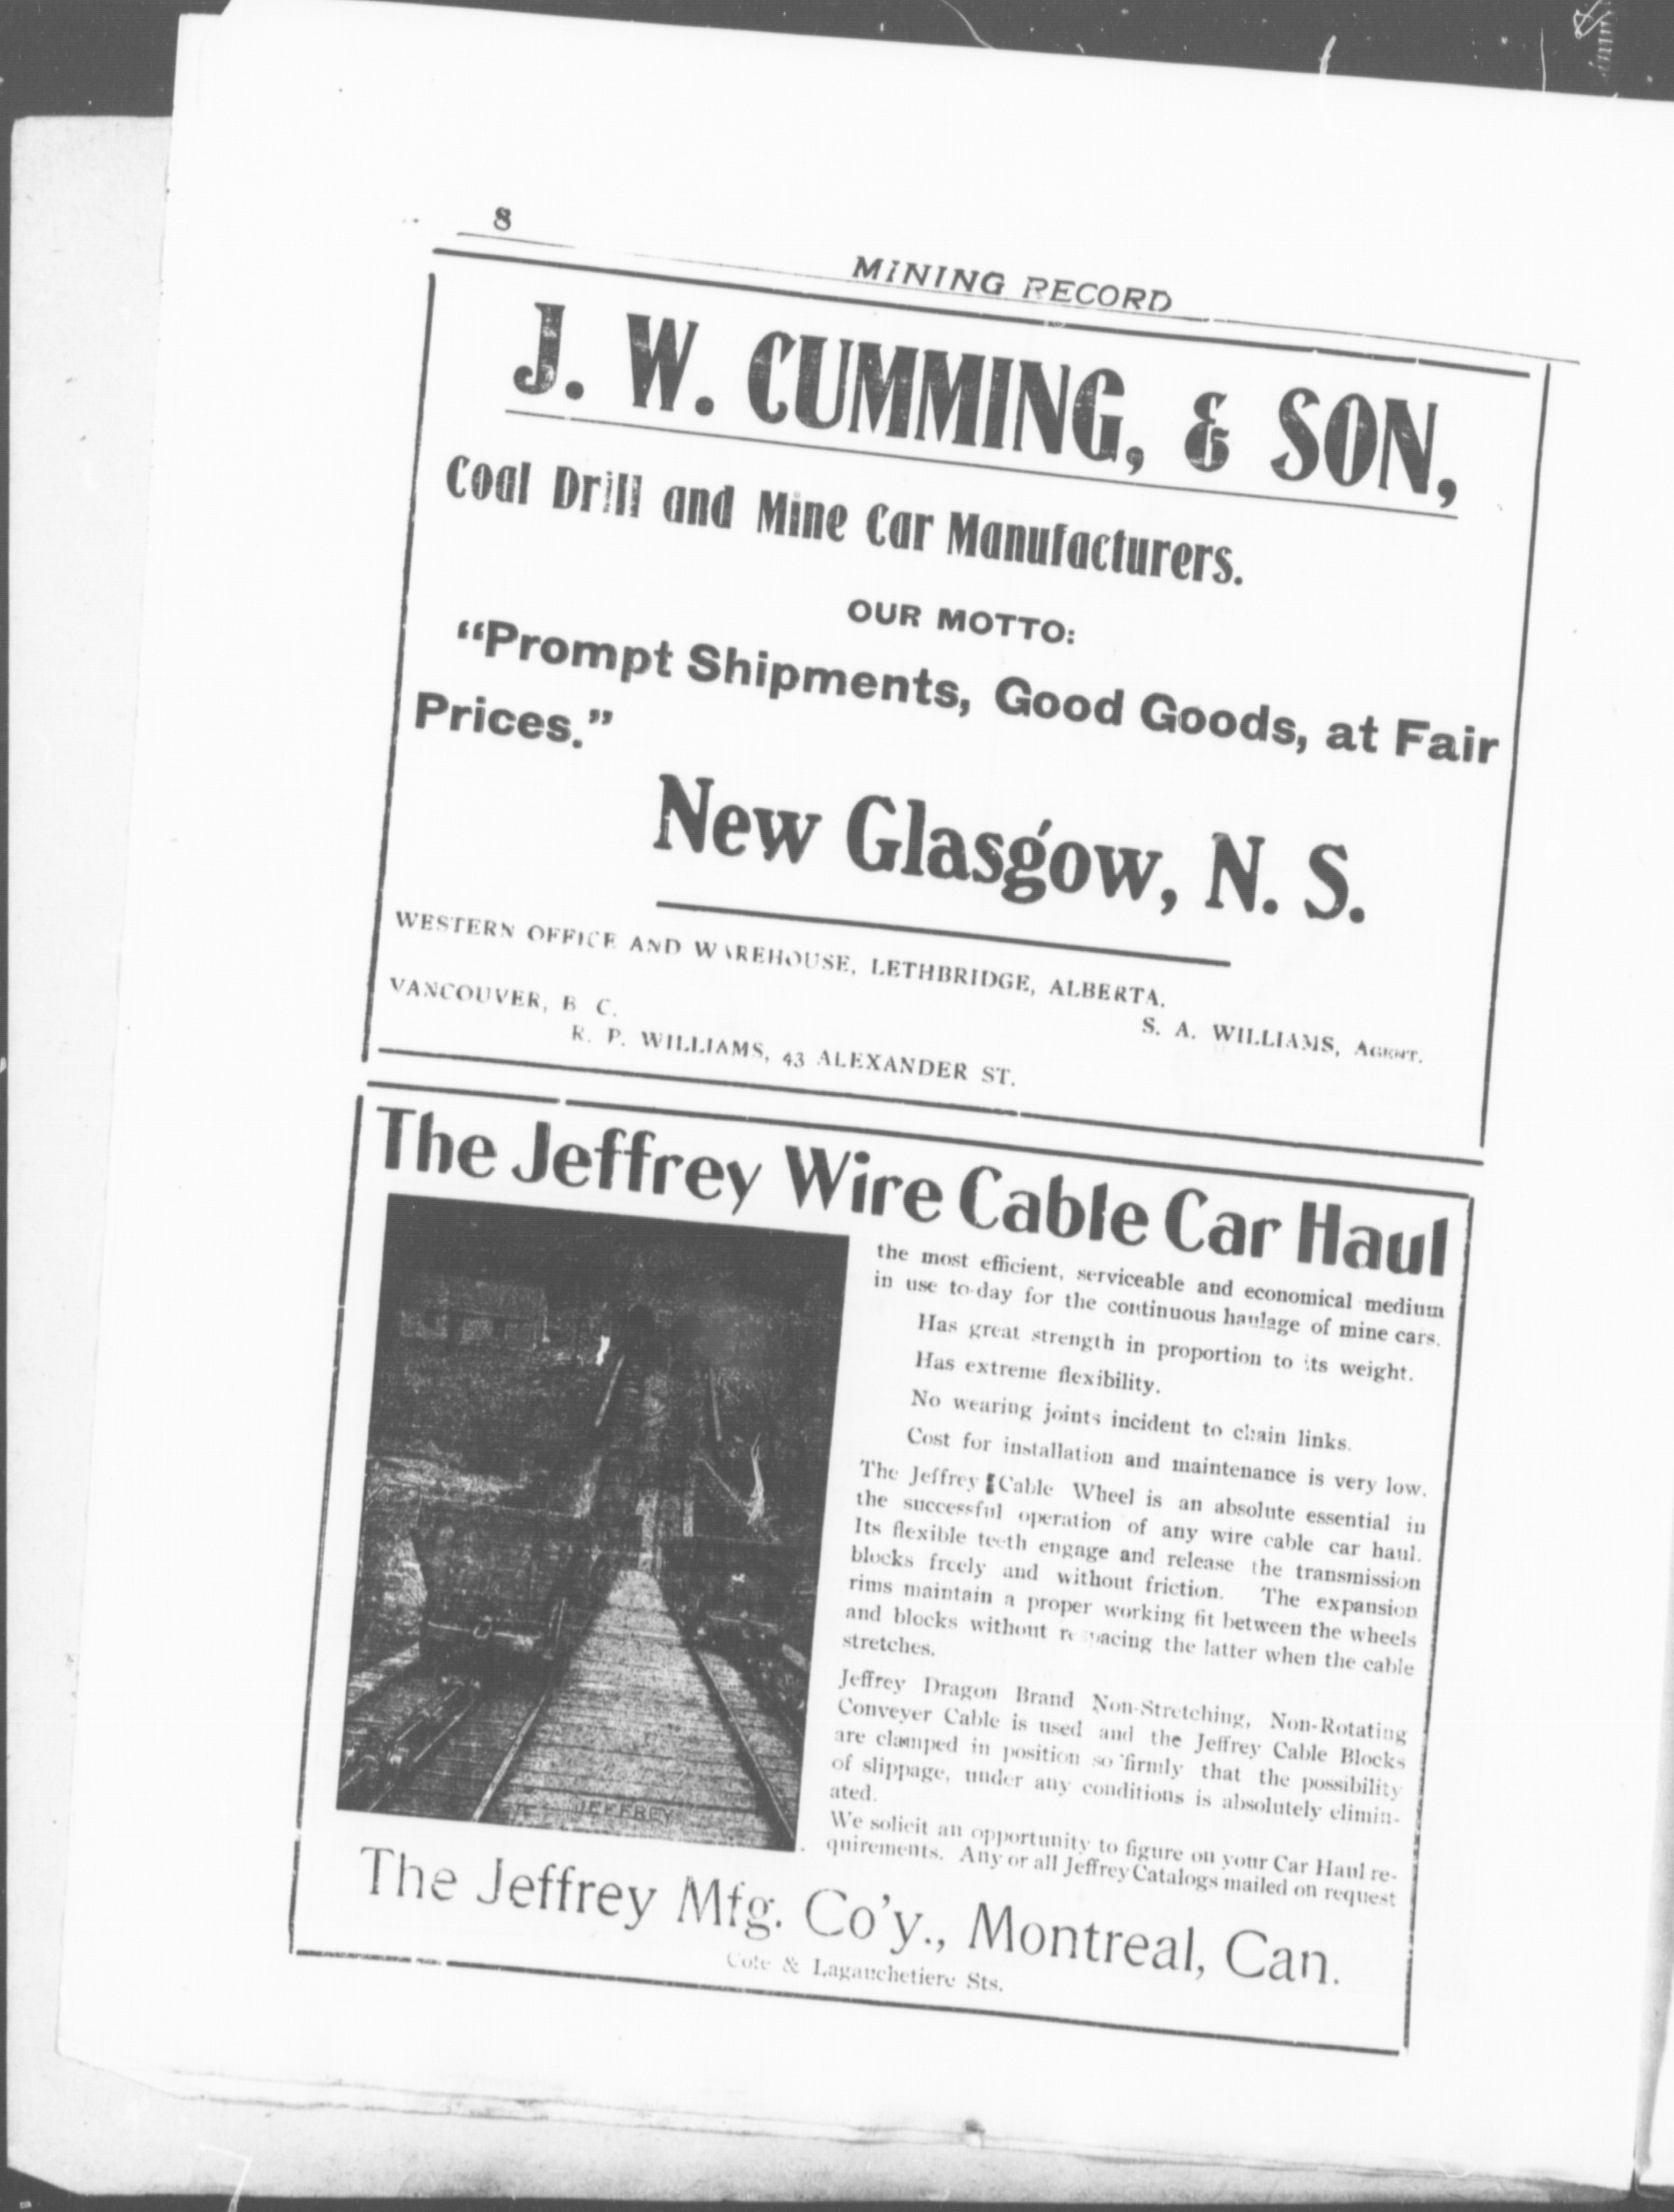 8
MINING RECORD
J. W. CUMMING, & SON,
Coal Drill and Mine Car Manufacturers.
OUR MOTTO:
“Prompt Shipments, Good Goods, at Fair
Prices.”
New Glasgow, N. S.
WESTERN OFFICE AND WAREHOUSE, LETHBRIDGE, ALBERTA.
S. A. WILLIAMS, AGENT.
VANCOUVER, B C.
R. P. WILLIAMS, 43 ALEXANDER ST.
The Jeffrey Wire Cable Car Haul
the most efficient, serviceable and economical medium
in use to-day for the continuous haulage of mine cars.
Has great strength in proportion to its weight.
Has extreme flexibility.
No wearing joints incident to chain links.
Cost for installation and maintenance is very low.
The Jeffrey Cable Wheel is an absolute essential in
the successful operation of any wire cable car haul.
Its flexible teeth engage and release the transmission
blocks freely and without friction. The expansion
rims maintain a proper working fit between the wheels
and blocks without respacing the latter when the cable
stretches.
Jeffrey Dragon Brand Non-Stretching, Non-Rotating
Conveyer Cable is used and the Jeffrey Cable Blocks
are clamped in position so firmly that the possibility
of slippage, under any conditions is absolutely elimin-
ated.
We solicit an opportunity to figure on your Car Haul re-
quirements. Any or all Jeffrey Catalogs mailed on request
JEFFREY
The Jeffrey Mfg. Co’y., Montreal, Can.
Cote & Lagauchetiere Sts.